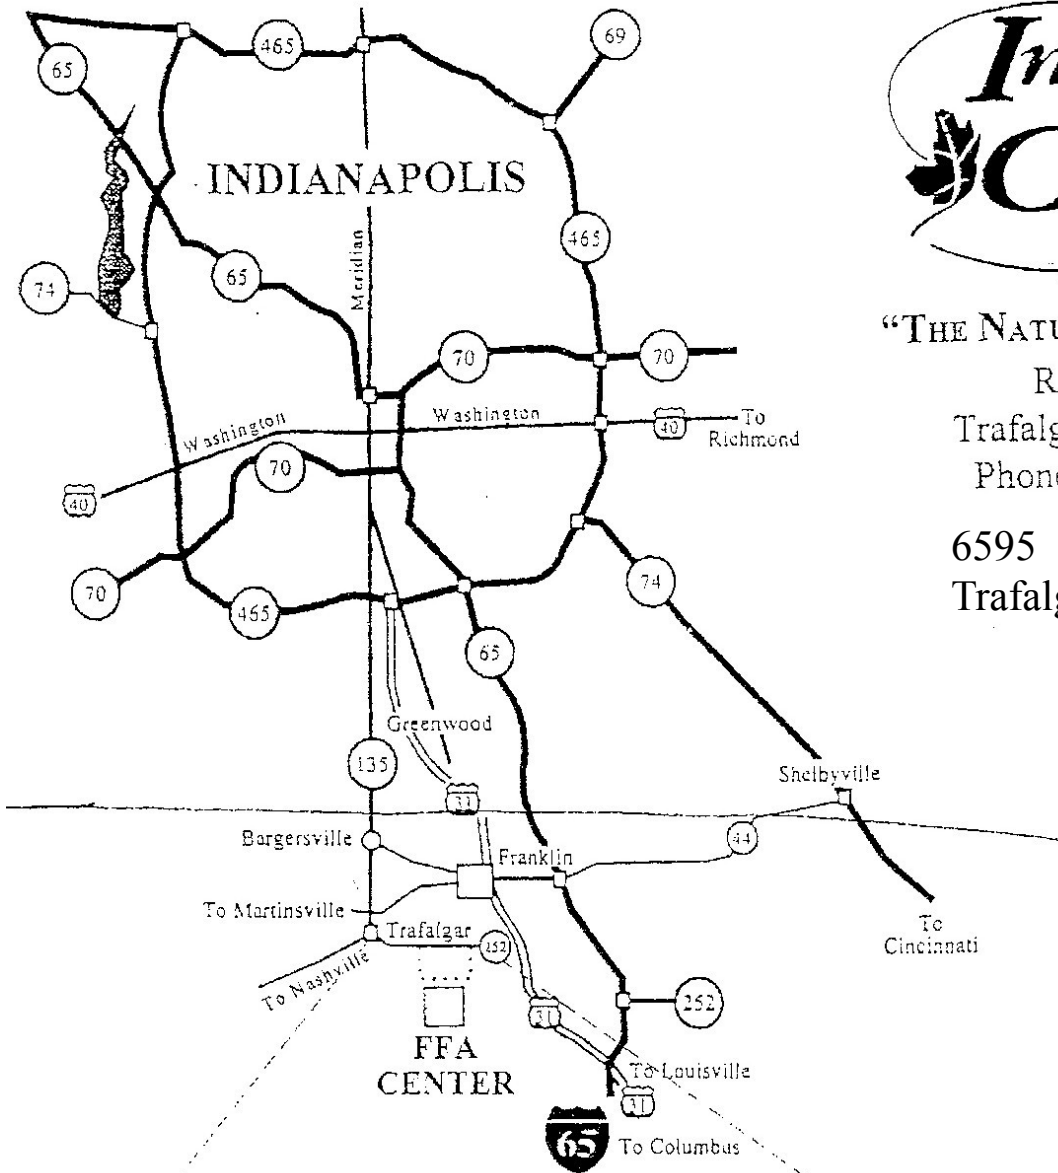 465
69
65
INDIANAPOLIS
Meridian
465
74
65
"THE NATU
70
70
R
Washington
Washington
40
To
Richmond
Trafalg
70
Phone
40
6595
74
Trafalg
70
465
65
Greenwood
135
Shelbyville
31
Bargersville
Franklin
44
To Martinsville
Trafalgar
252
To
Cincinnati
To Nashville
31
252
FFA
CENTER
To Louisville
31
65
To Columbus